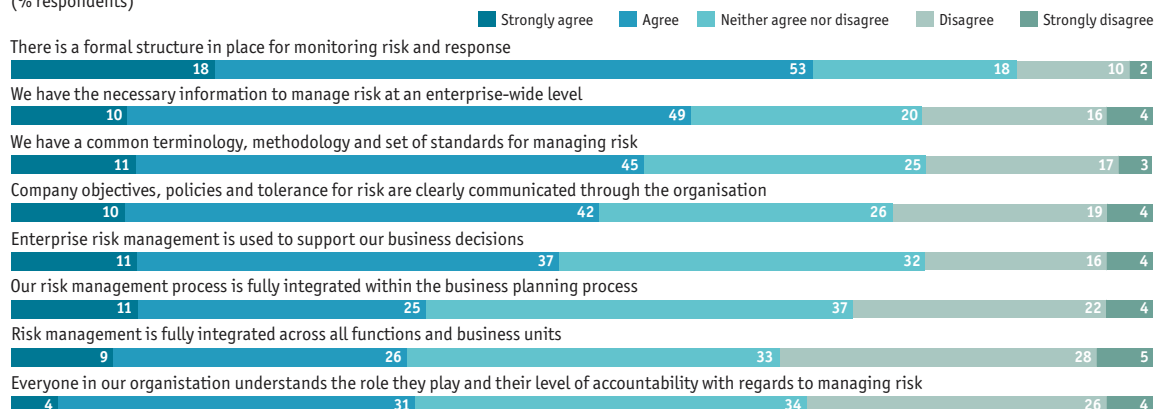 (% respondents)
Strongly agree Agree Neither agree nor disagree Disagree Strongly disagree
There is a formal structure in place for monitoring risk and response
18 53 18 10 2
We have the necessary information to manage risk at an enterprise-wide level
10 49 20 16 4
We have a common terminology, methodology and set of standards for managing risk
11 45 25 17 3
Company objectives, policies and tolerance for risk are clearly communicated through the organisation
10 42 26 19 4
Enterprise risk management is used to support our business decisions
11 37 32 16 4
Our risk management process is fully integrated within the business planning process
11 25 37 22 4
Risk management is fully integrated across all functions and business units
9 26 33 28 5
Everyone in our organistation understands the role they play and their level of accountability with regards to managing risk
4 31 34 26 4